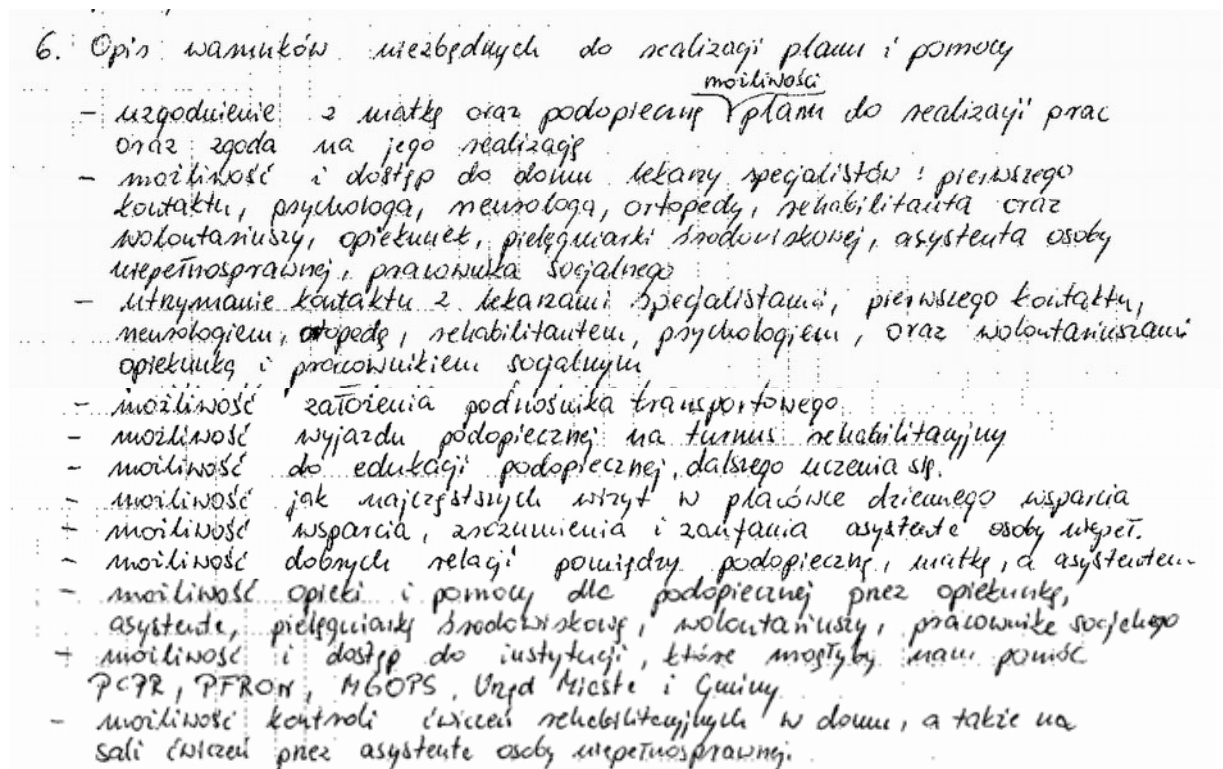 6. Opis warunków niezbędnych do realizacji planu i pomocy
możliwości
- uzgodnienie z matką oraz podopieczną planu do realizacji prac
oraz zgoda na jego realizację
- możliwość i dostęp do domu lekarzy specjalistów: pierwszego
kontaktu, psychologa, neurologa, ortopedy, rehabilitanta oraz
wolontariuszy, opiekunek, pielęgniarki środowiskowej, asystenta osoby
niepełnosprawnej, pracownika socjalnego
- utrzymanie kontaktu z lekarzami specjalistami, pierwszego kontaktu,
neurologiem, ortopedą, rehabilitantem, psychologiem, oraz wolontariuszami
opiekunką i pracownikiem socjalnym
- możliwość założenia podnośnika transportowego
- możliwość wyjazdu podopiecznej na turnus rehabilitacyjny
- możliwość do edukacji podopiecznej, dalszego uczenia się.
- możliwość jak najczęstszych wizyt w placówce dziennego wsparcia
- możliwość wsparcia, zrozumienia i zaufania asystenta osoby niepeł.
- możliwość dobrych relacji pomiędzy podopieczną, matką, a asystentem
- możliwość opieki i pomocy dla podopiecznej przez opiekunkę,
asystenta, pielęgniarkę środowiskową, wolontariuszy, pracownika socjalnego
- możliwość i dostęp do instytucji, które mogłyby nam pomóc
PCPR, PFRON, MGOPS, Urząd Miasta i Gminy
- możliwość kontroli ćwiczeń rehabilitacyjnych w domu, a także na
sali ćwiczeń przez asystenta osoby niepełnosprawnej.